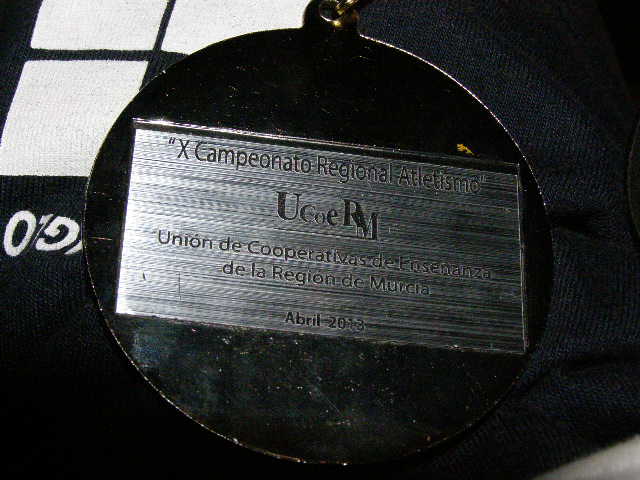 "X Campeonato Regional Atletismo"
UCoeRM
Unión de Cooperativas de Enseñanza
de la Región de Murcia
Abril 2013